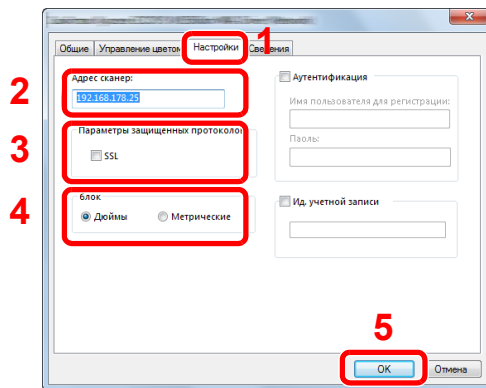 1
Общие Управление цветом Настройки Сведения
2
Адрес сканер:
192.168.178.25
Аутентификация
Имя пользователя для регистрации:
Паоль:
3
Параметры защищенных протоколов
SSL
4
блок
Дюймы Метрические
Ид. учетной записи
5
OK Отмена